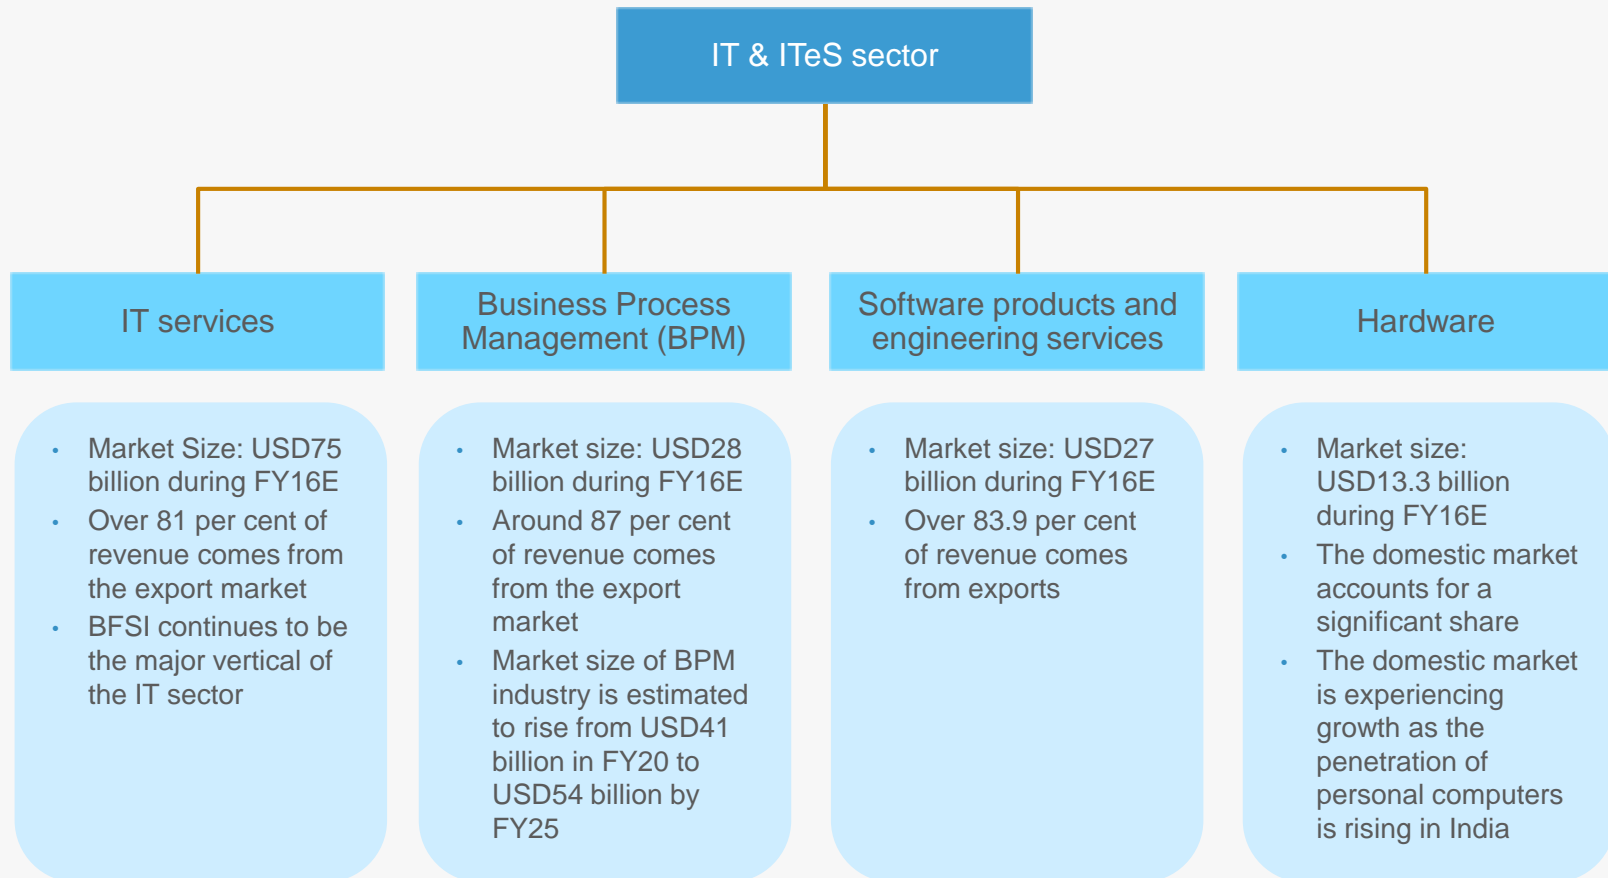 IT & ITeS sector
IT services
Business Process
Management (BPM)
Software products and
engineering services
Hardware
• Market Size: USD75
billion during FY16E
• Over 81 per cent of
revenue comes from
the export market
• BFSI continues to be
the major vertical of
the IT sector
• Market size: USD28
billion during FY16E
• Around 87 per cent
of revenue comes
from the export
market
• Market size of BPM
industry is estimated
to rise from USD41
billion in FY20 to
USD54 billion by
FY25
• Market size: USD27
billion during FY16E
• Over 83.9 per cent
of revenue comes
from exports
• Market size:
USD13.3 billion
during FY16E
• The domestic market
accounts for a
significant share
• The domestic market
is experiencing
growth as the
penetration of
personal computers
is rising in India